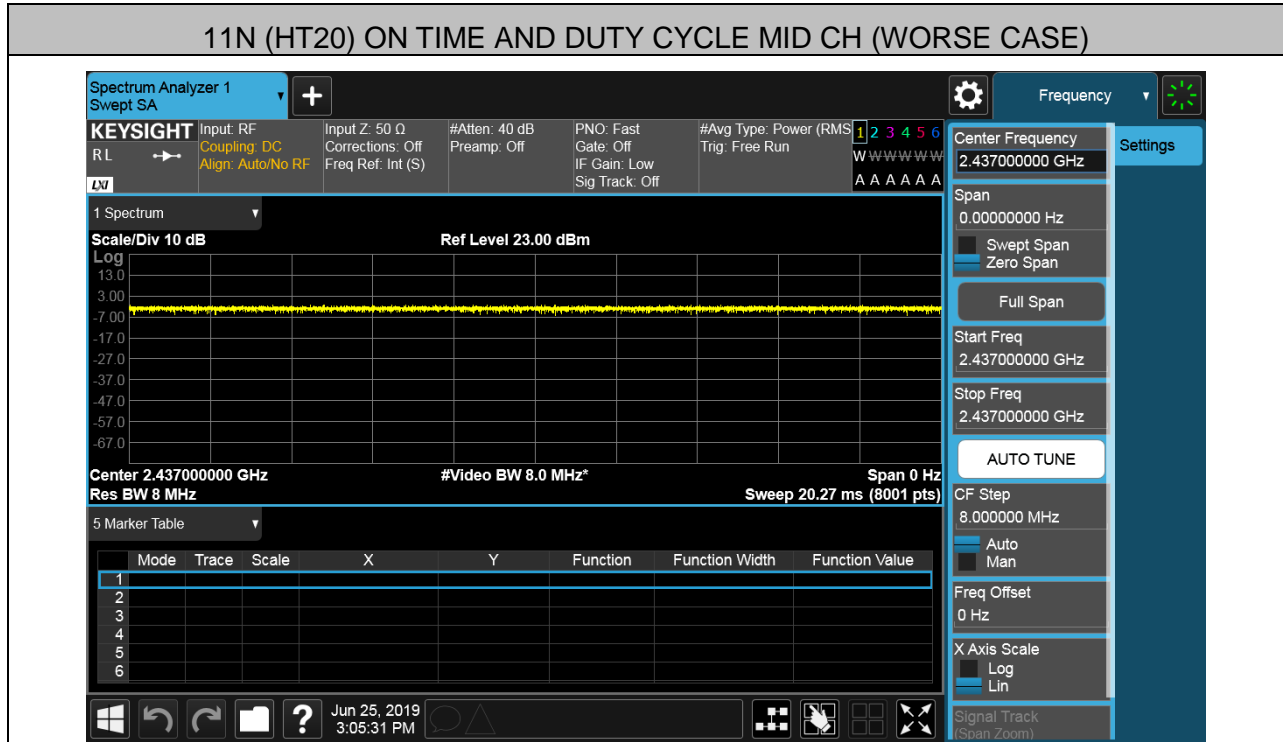 11N (HT20) ON TIME AND DUTY CYCLE MID CH (WORSE CASE)
Spectrum Analyzer 1
Swept SA
+
Frequency
KEYSIGHT
RL
LXI
Input: RF
Coupling: DC
Align: Auto/No RF
Input Z: 50 Ω
Corrections: Off
Freq Ref: Int (S)
#Atten: 40 dB
Preamp: Off
PNO: Fast
Gate: Off
IF Gain: Low
Sig Track: Off
#Avg Type: Power (RMS
Trig: Free Run
1 2 3 4 5 6
W W W W W W
A A A A A A
1 Spectrum
Scale/Div 10 dB
Ref Level 23.00 dBm
Log
13.0
3.00
-7.00
-17.0
-27.0
-37.0
-47.0
-57.0
-67.0
Center 2.437000000 GHz
#Video BW 8.0 MHz*
Span 0 Hz
Res BW 8 MHz
Sweep 20.27 ms (8001 pts)
5 Marker Table
Mode Trace Scale X Y Function Function Width Function Value
1
2
3
4
5
6
Center Frequency
2.437000000 GHz
Settings
Span
0.00000000 Hz
Swept Span
Zero Span
Full Span
Start Freq
2.437000000 GHz
Stop Freq
2.437000000 GHz
AUTO TUNE
CF Step
8.000000 MHz
Auto
Man
Freq Offset
0 Hz
X Axis Scale
Log
Lin
Signal Track
(Span Zoom)
?
Jun 25, 2019
3:05:31 PM